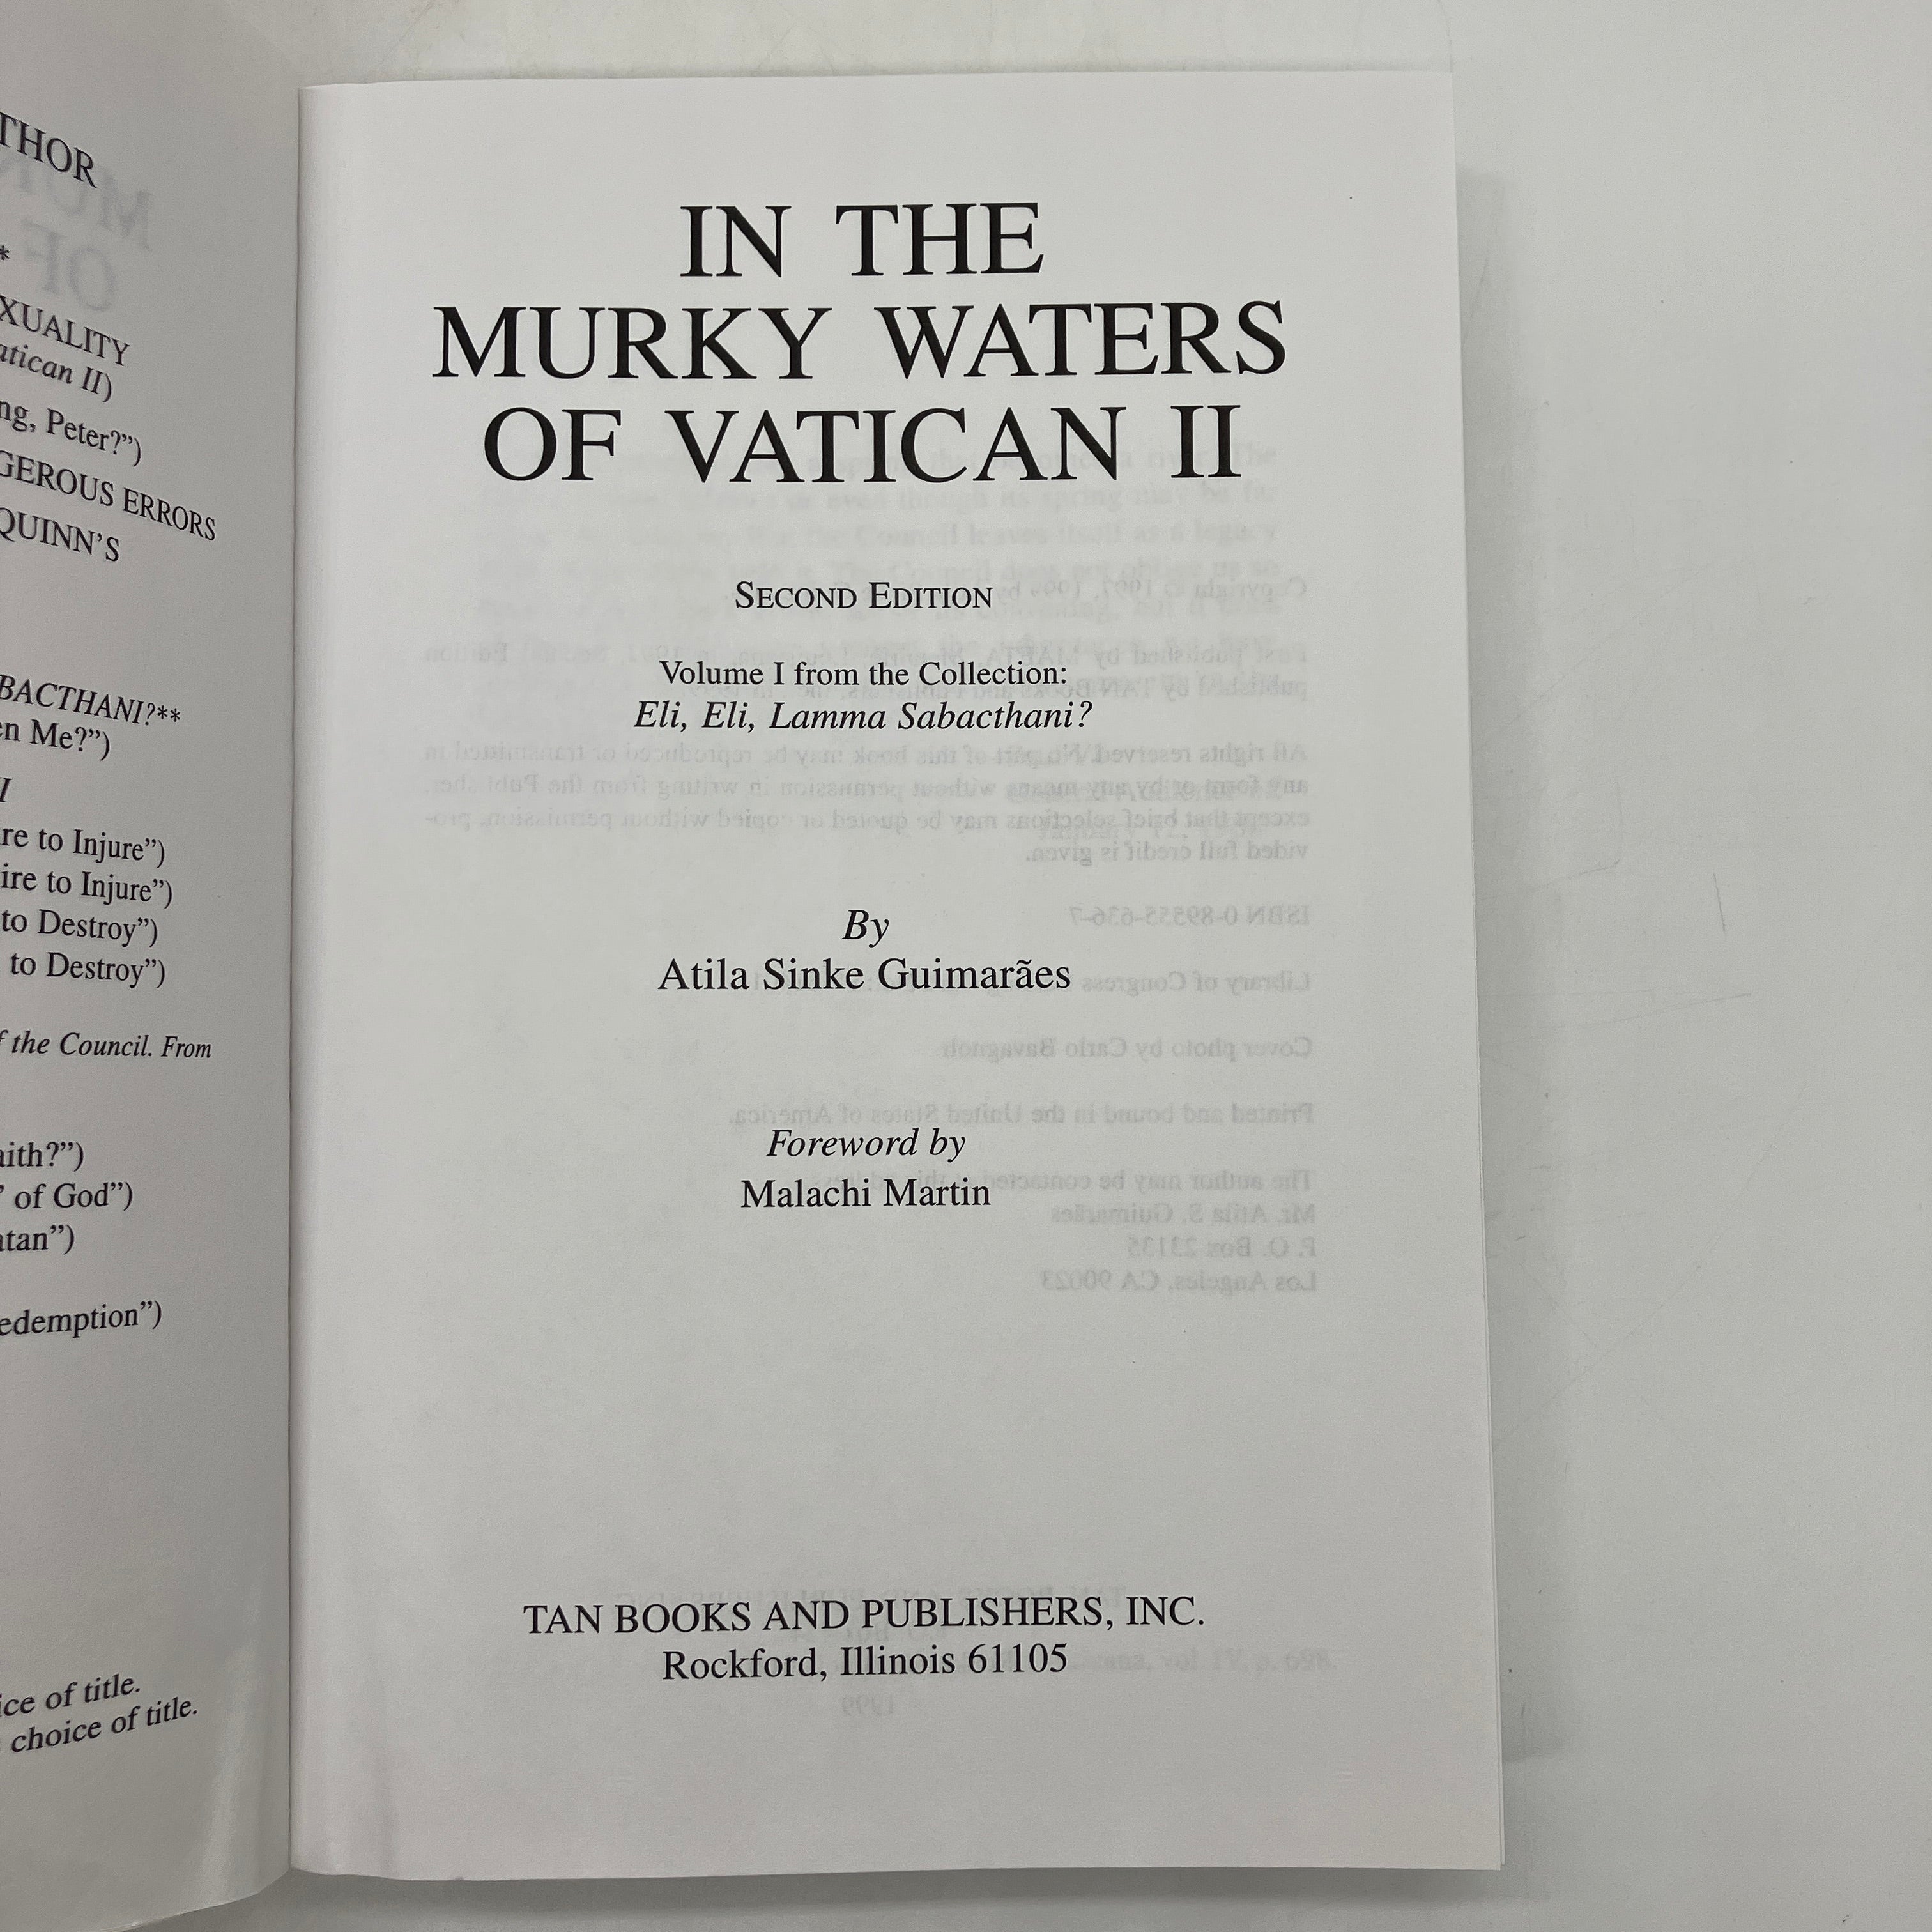 THOR
*
XUALITY
atican II)
ng, Peter?")
GEROUS ERRORS
QUINN'S
BACTHANI?**
en Me?")
I
re to Injure")
ire to Injure")
to Destroy")
to Destroy")
f the Council. From
aith?")
" of God")
atan")
edemption")
ice of title.
choice of title.
IN THE
MURKY WATERS
OF VATICAN II
SECOND EDITION
Volume I from the Collection:
Eli, Eli, Lamma Sabacthani?
By
Atila Sinke Guimarães
Foreword by
Malachi Martin
TAN BOOKS AND PUBLISHERS, INC.
Rockford, Illinois 61105